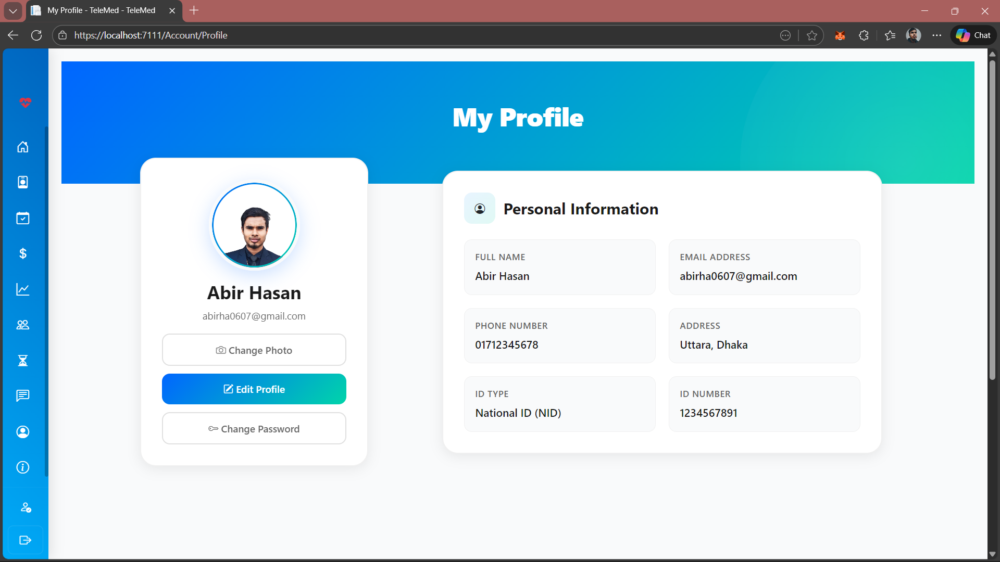 My Profile - TeleMed - TeleMed
https://localhost:7111/Account/Profile
Chat
My Profile
Abir Hasan
abirha0607@gmail.com
Change Photo
Edit Profile
Change Password
Personal Information
FULL NAME
Abir Hasan
EMAIL ADDRESS
abirha0607@gmail.com
PHONE NUMBER
01712345678
ADDRESS
Uttara, Dhaka
ID TYPE
National ID (NID)
ID NUMBER
1234567891